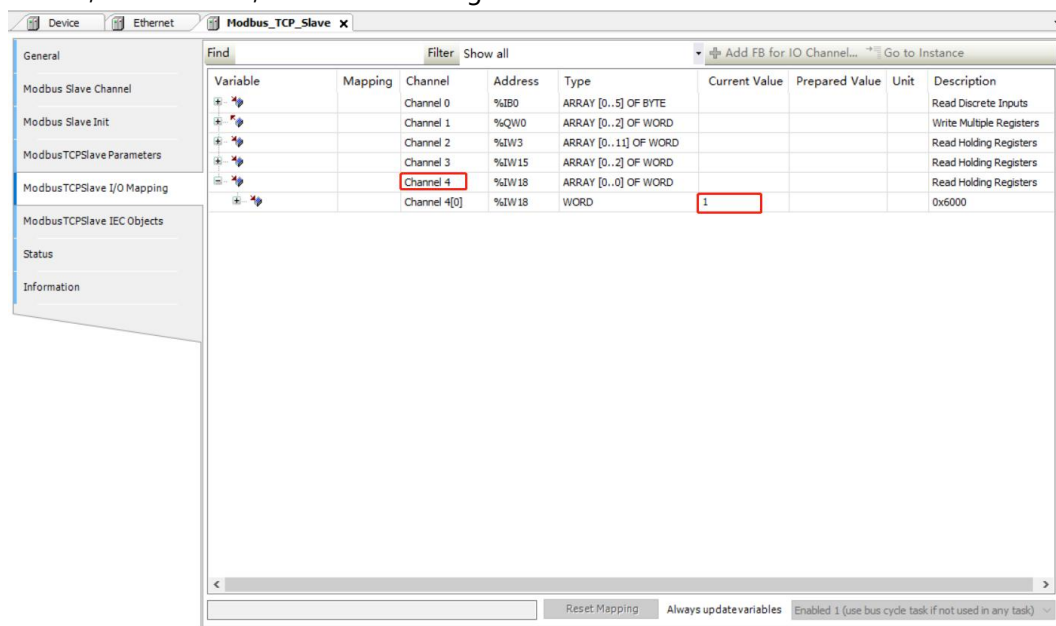 Device Ethernet Modbus_TCP_Slave X
General
Modbus Slave Channel
Modbus Slave Init
ModbusTCPSlave Parameters
ModbusTCPSlave I/O Mapping
ModbusTCPSlave IEC Objects
Status
Information
Find Filter Show all Add FB for IO Channel... Go to Instance
Variable Mapping Channel Address Type Current Value Prepared Value Unit Description
Channel 0 %IB0 ARRAY [0..5] OF BYTE Read Discrete Inputs
Channel 1 %QW0 ARRAY [0..2] OF WORD Write Multiple Registers
Channel 2 %IW3 ARRAY [0..11] OF WORD Read Holding Registers
Channel 3 %IW15 ARRAY [0..2] OF WORD Read Holding Registers
Channel 4 %IW18 ARRAY [0..0] OF WORD Read Holding Registers
Channel 4[0] %IW18 WORD 1 0x6000
Reset Mapping Always update variables Enabled 1 (use bus cycle task if not used in any task)